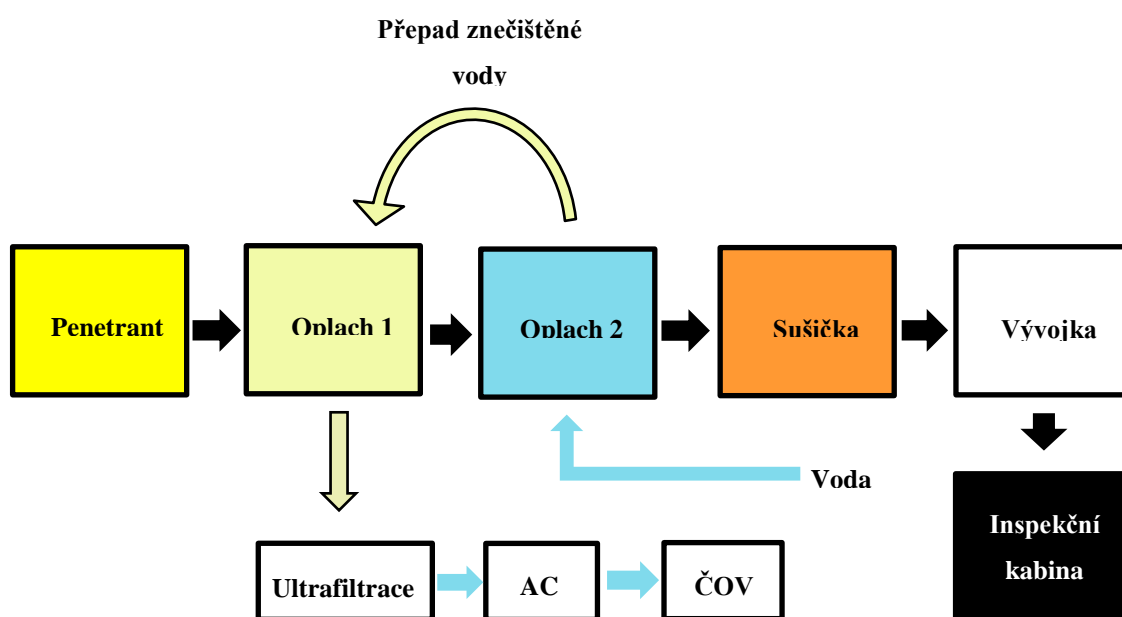 Přepad znečištěné
vody
Penetrant
Oplach 1
Oplach 2
Sušička
Vývojka
Voda
Inspekční
kabina
Ultrafiltrace
AC
ČOV